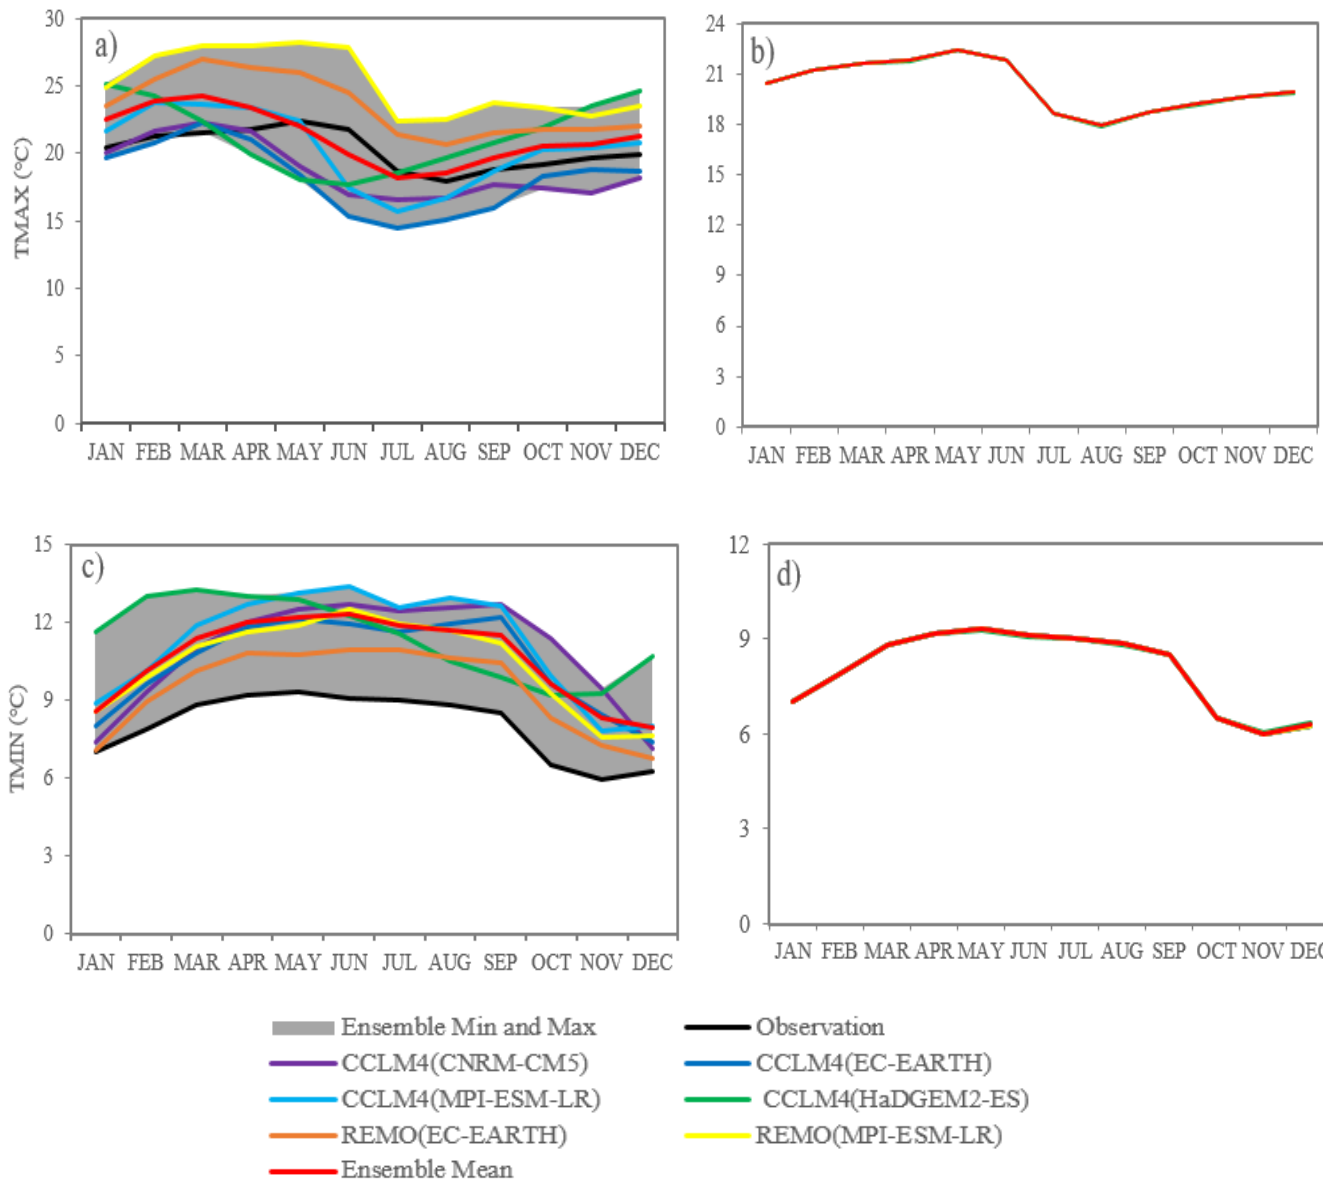 a)
30
25
20
15
10
5
0
TMAX (°C)
JAN FEB MAR APR MAY JUN JUL AUG SEP OCT NOV DEC
b)
24
21
18
15
12
9
6
3
0
JAN FEB MAR APR MAY JUN JUL AUG SEP OCT NOV DEC
c)
15
12
9
6
3
0
TMIN (°C)
JAN FEB MAR APR MAY JUN JUL AUG SEP OCT NOV DEC
d)
12
9
6
3
0
JAN FEB MAR APR MAY JUN JUL AUG SEP OCT NOV DEC
Ensemble Min and Max
Observation
CCLM4(CNRM-CM5)
CCLM4(EC-EARTH)
CCLM4(MPI-ESM-LR)
CCLM4(HaDGEM2-ES)
REMO(EC-EARTH)
REMO(MPI-ESM-LR)
Ensemble Mean